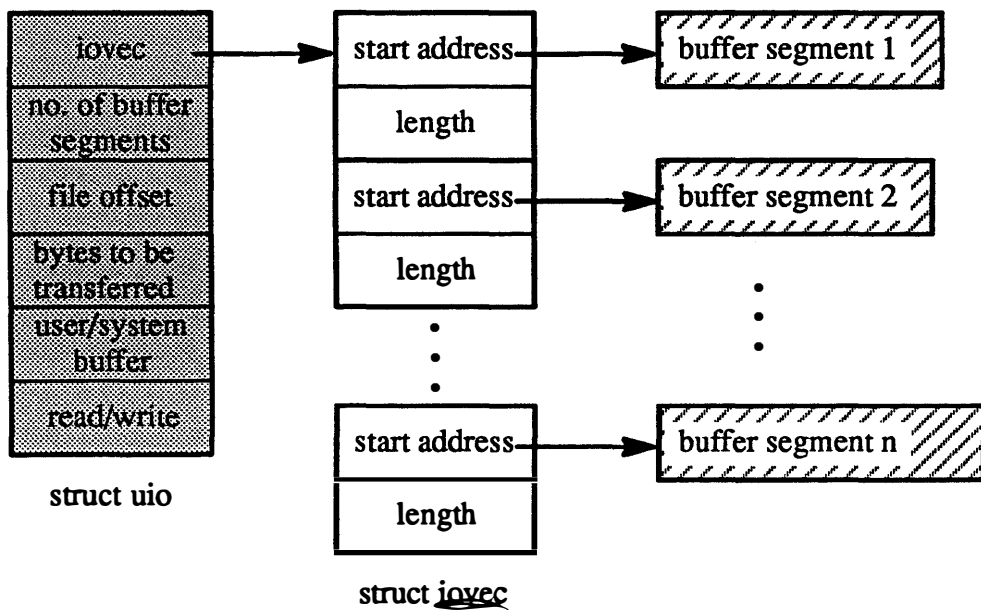 iovec
no. of buffer
segments
file offset
bytes to be
transferred
user/system
buffer
read/write
struct uio
start address
length
start address
length
start address
length
struct iovec
buffer segment 1
buffer segment 2
buffer segment n